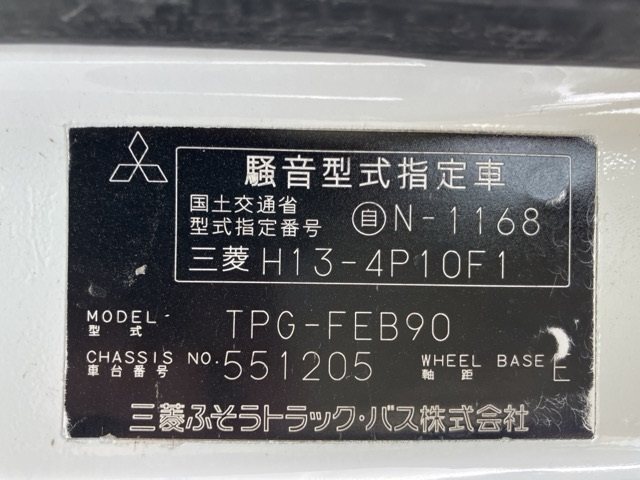 騒音型式指定車
国土交通省
型式指定番号 自N-1168
三菱 H13-4P10F1
MODEL TPG-FEB90
型式
CHASSIS NO. 551205 WHEEL BASE E
車台番号 軸距
三菱ふそうトラック・バス株式会社